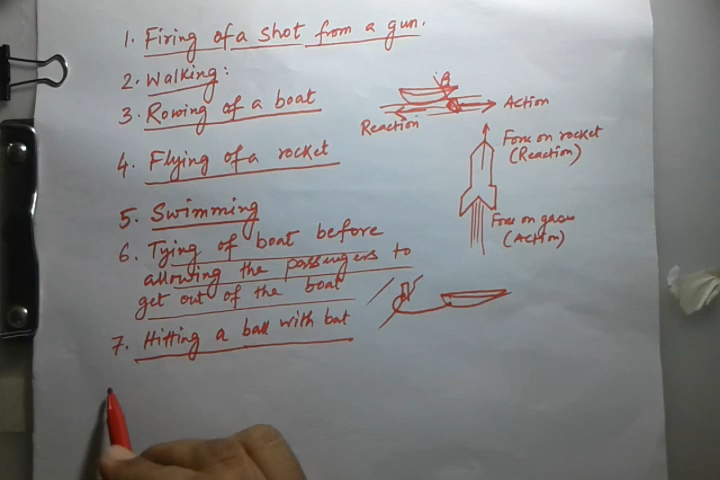 1. Firing of a shot from a gun.
2. Walking:
3. Rowing of a boat
Action
Reaction
4. Flying of a rocket
Force on rocket
(Reaction)
5. Swimming
Force on gases
(Action)
6. Tying of boat before
allowing the passengers to
get out of the boat
7. Hitting a ball with bat